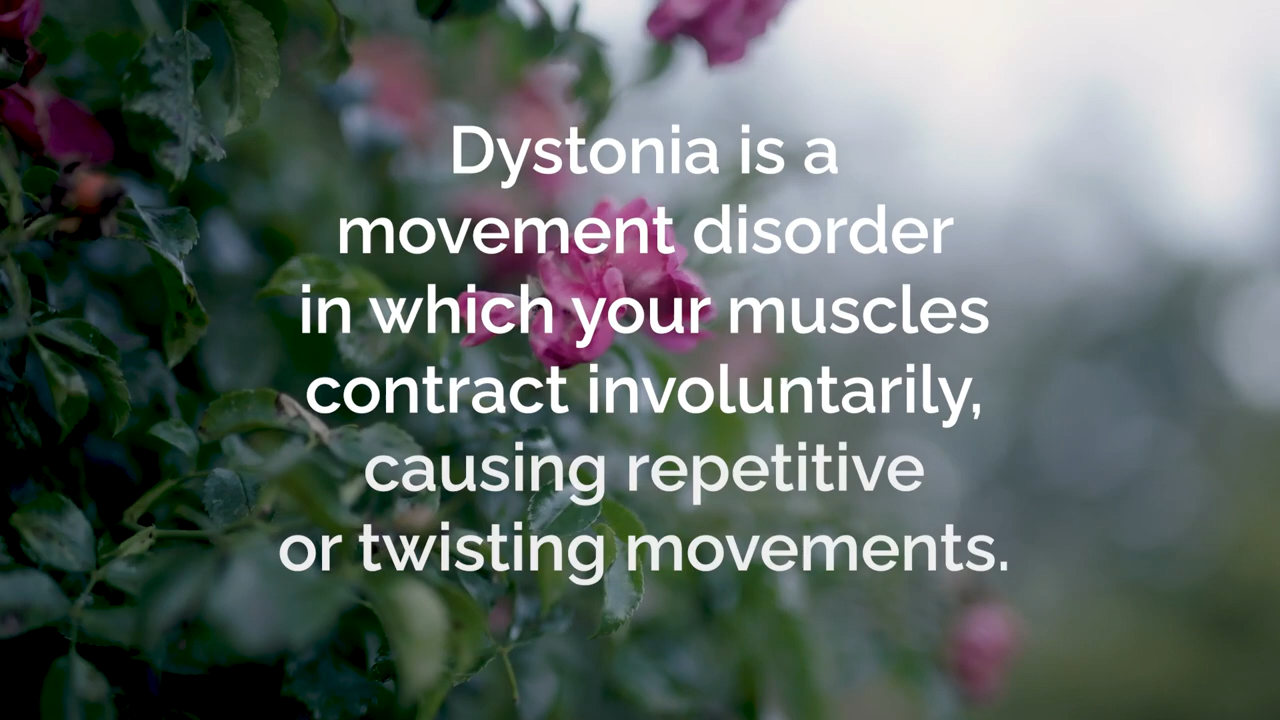 Dystonia is a
movement disorder
in which your muscles
contract involuntarily,
causing repetitive
or twisting movements.